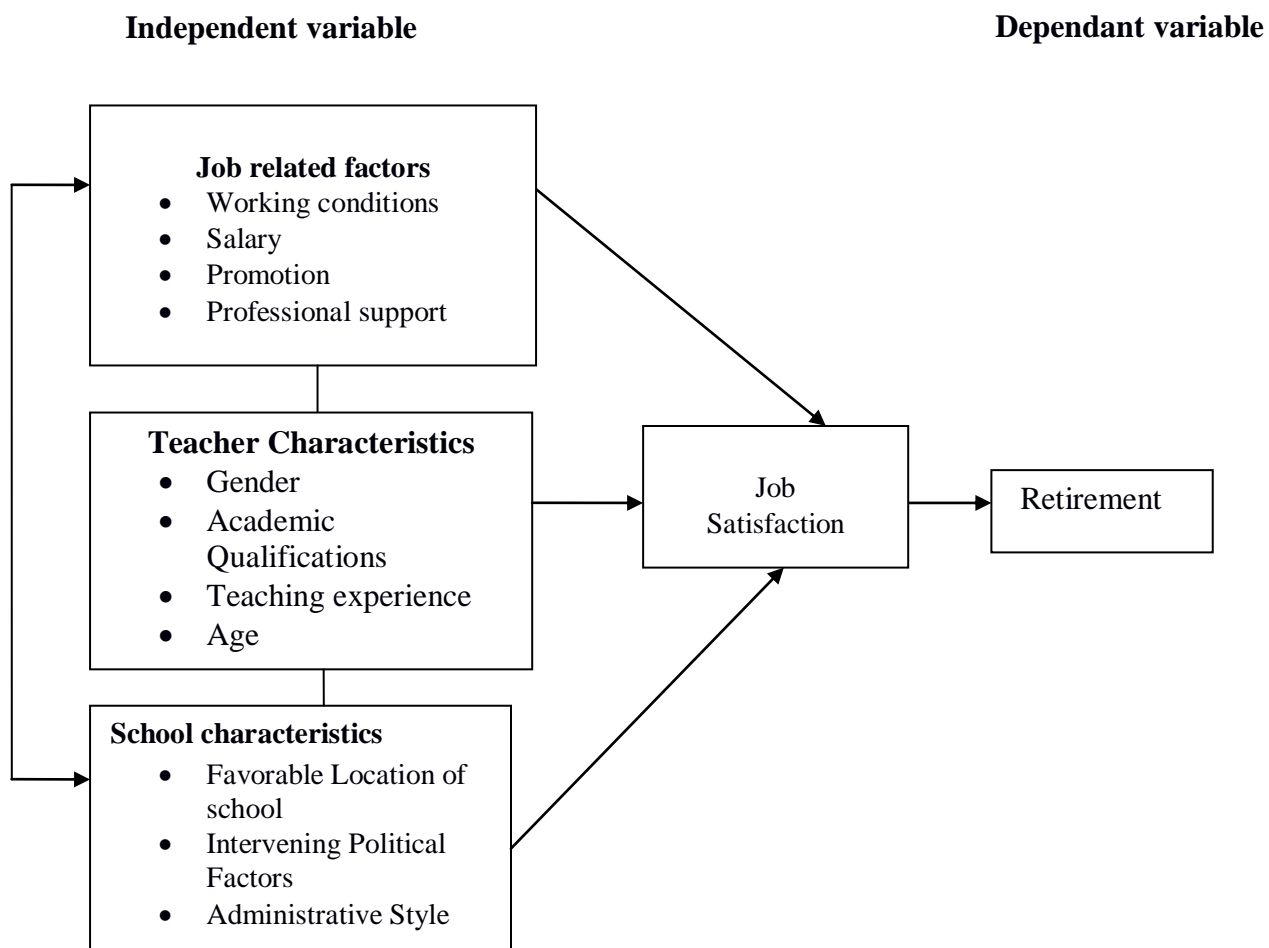 Independent variable
Dependant variable
Job related factors
• Working conditions
• Salary
• Promotion
• Professional support
Teacher Characteristics
• Gender
• Academic
Qualifications
• Teaching experience
• Age
Job
Satisfaction
Retirement
School characteristics
• Favorable Location of
school
• Intervening Political
Factors
• Administrative Style